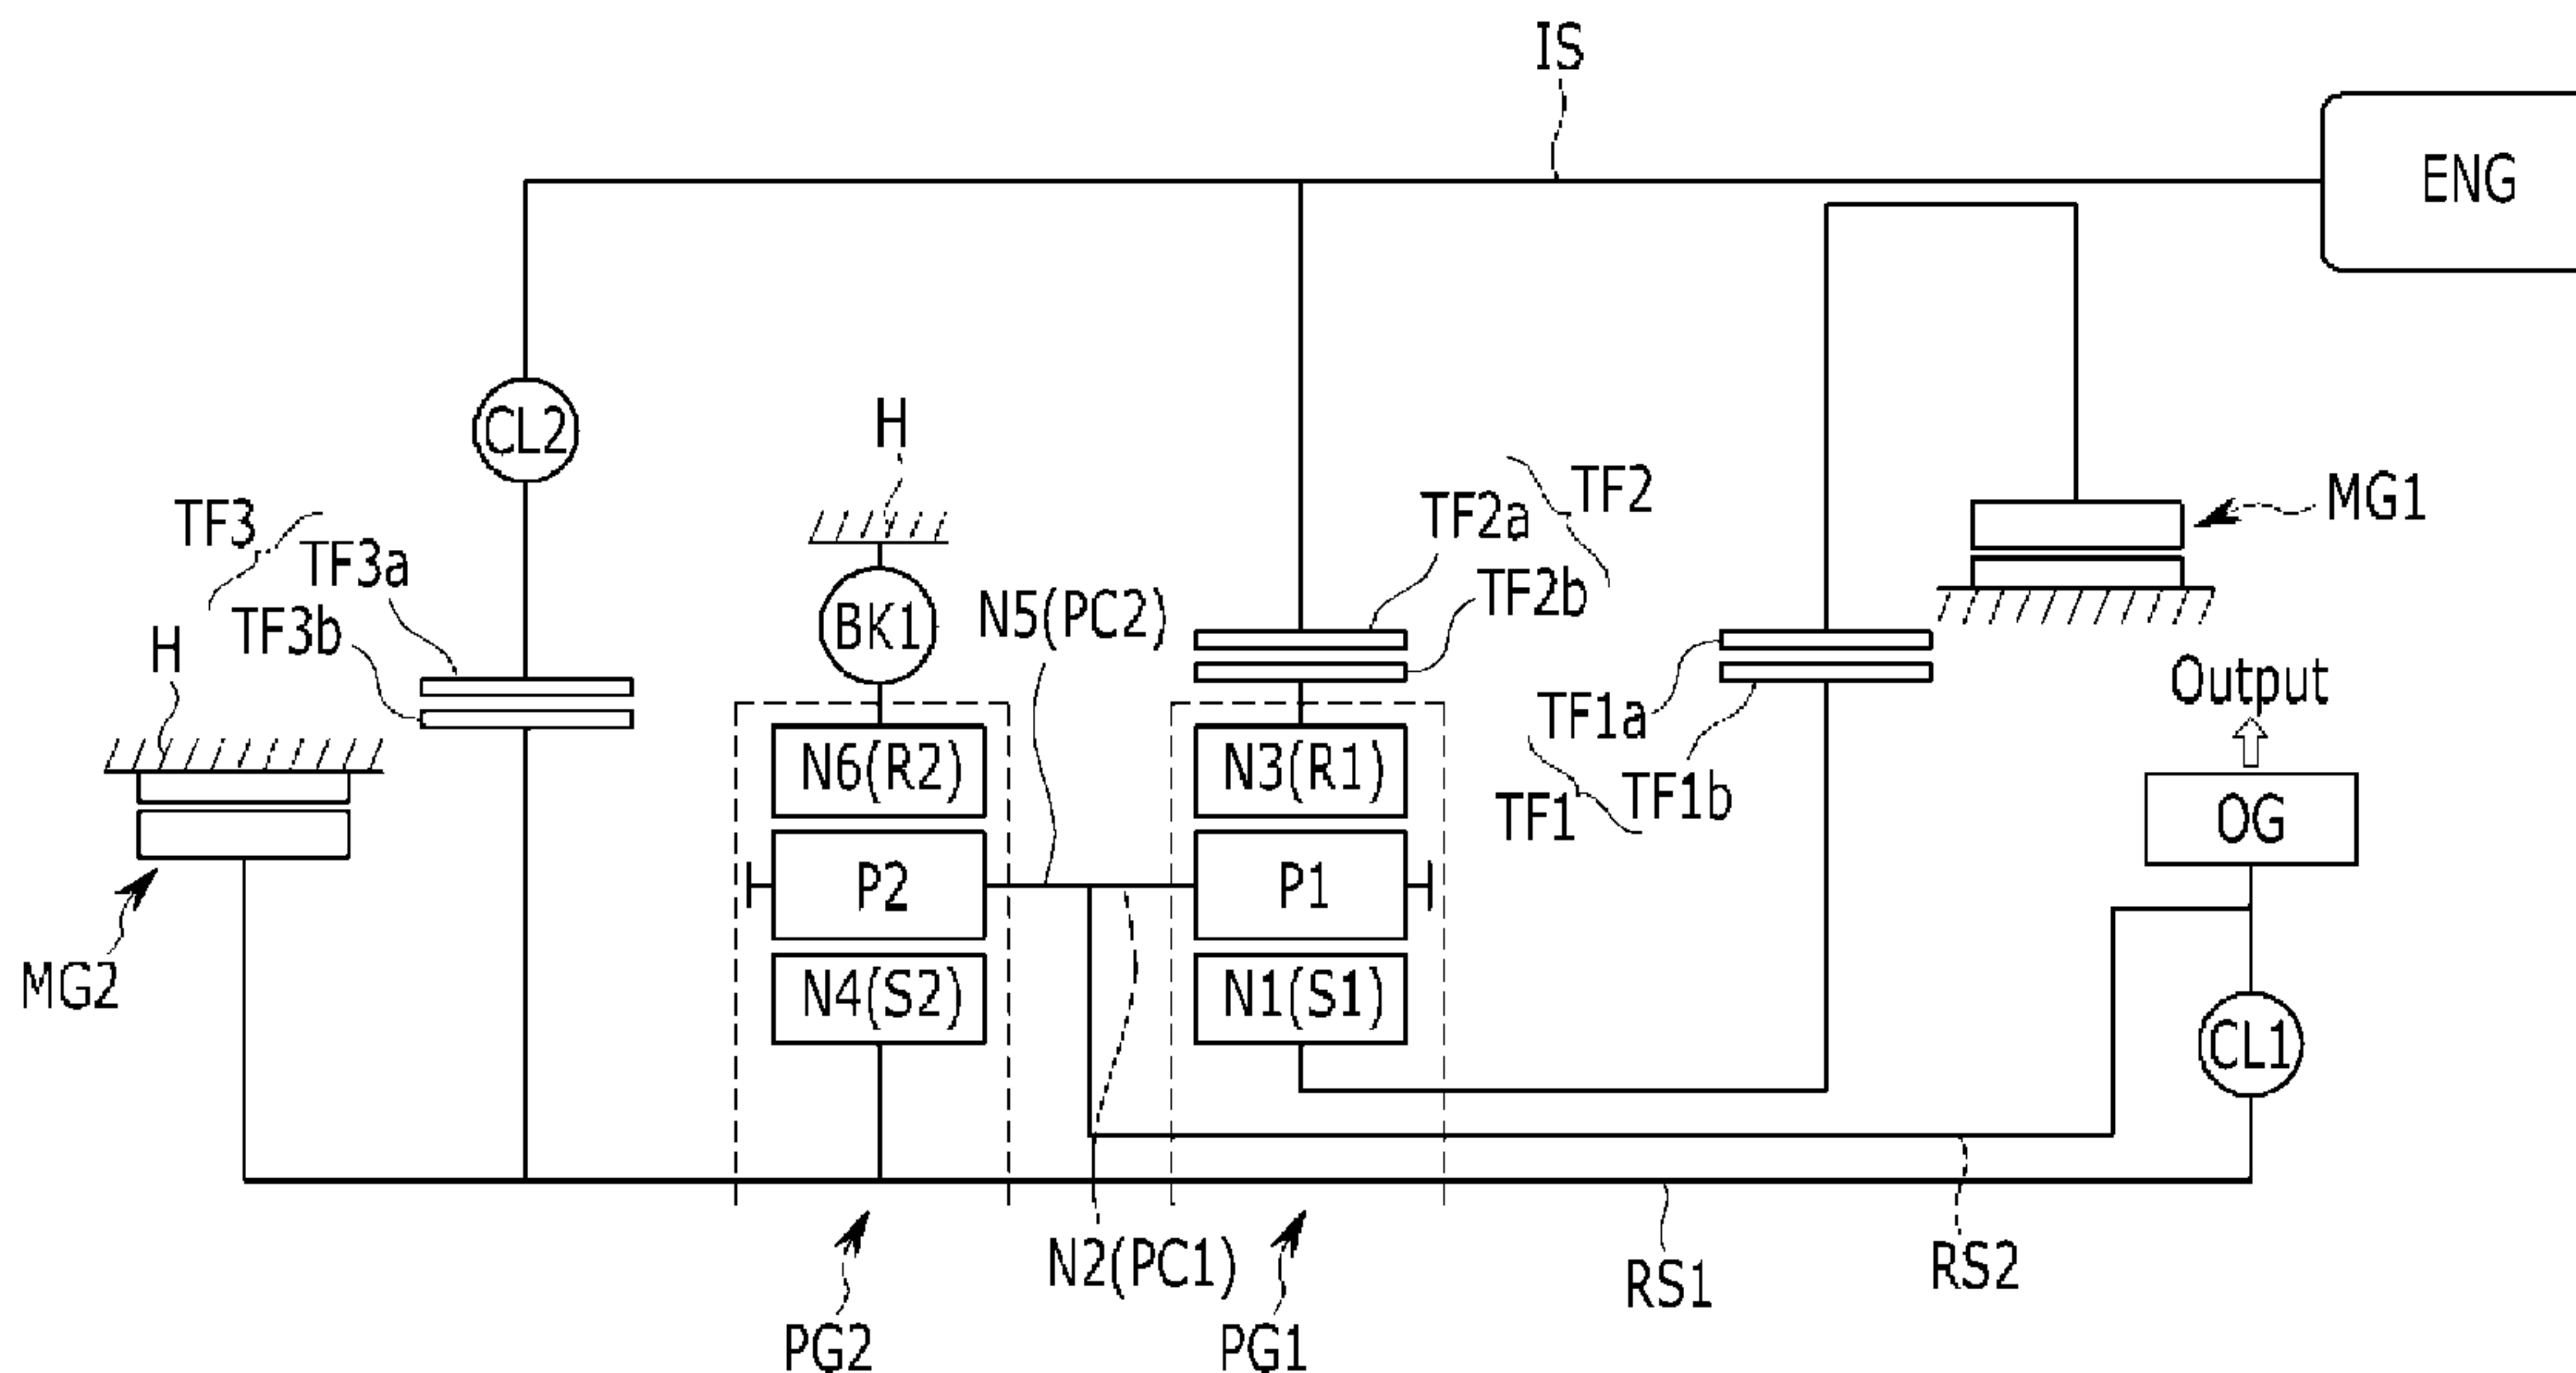 IS
ENG
CL2
H
TF3
TF3a
TF3b
H
BK1
N5(PC2)
TF2
TF2a
TF2b
MG1
TF1a
TF1b
TF1
Output
OG
N6(R2)
N3(R1)
P2
P1
MG2
N4(S2)
N1(S1)
CL1
N2(PC1)
RS1
RS2
PG2
PG1